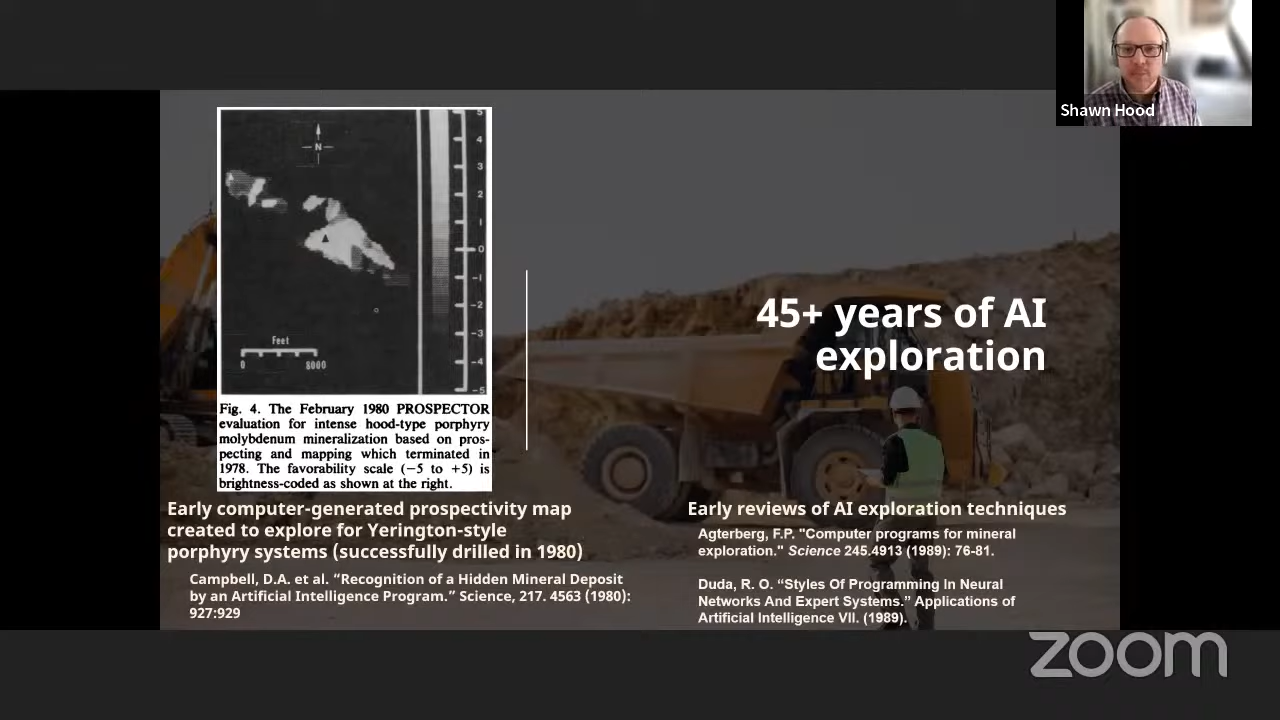 Shawn Hood
N
5
4
3
2
1
0
-1
-2
-3
-4
-5
Feet
0 8000
Fig. 4. The February 1980 PROSPECTOR
evaluation for intense hood-type porphyry
molybdenum mineralization based on pros-
pecting and mapping which terminated in
1978. The favorability scale (−5 to +5) is
brightness-coded as shown at the right.
45+ years of AI
exploration
Early computer-generated prospectivity map
created to explore for Yerington-style
porphyry systems (successfully drilled in 1980)
Campbell, D.A. et al. “Recognition of a Hidden Mineral Deposit
by an Artificial Intelligence Program.” Science, 217. 4563 (1980):
927:929
Early reviews of AI exploration techniques
Agterberg, F.P. "Computer programs for mineral
exploration." Science 245.4913 (1989): 76-81.
Duda, R. O. “Styles Of Programming In Neural
Networks And Expert Systems.” Applications of
Artificial Intelligence VII. (1989).
zoom